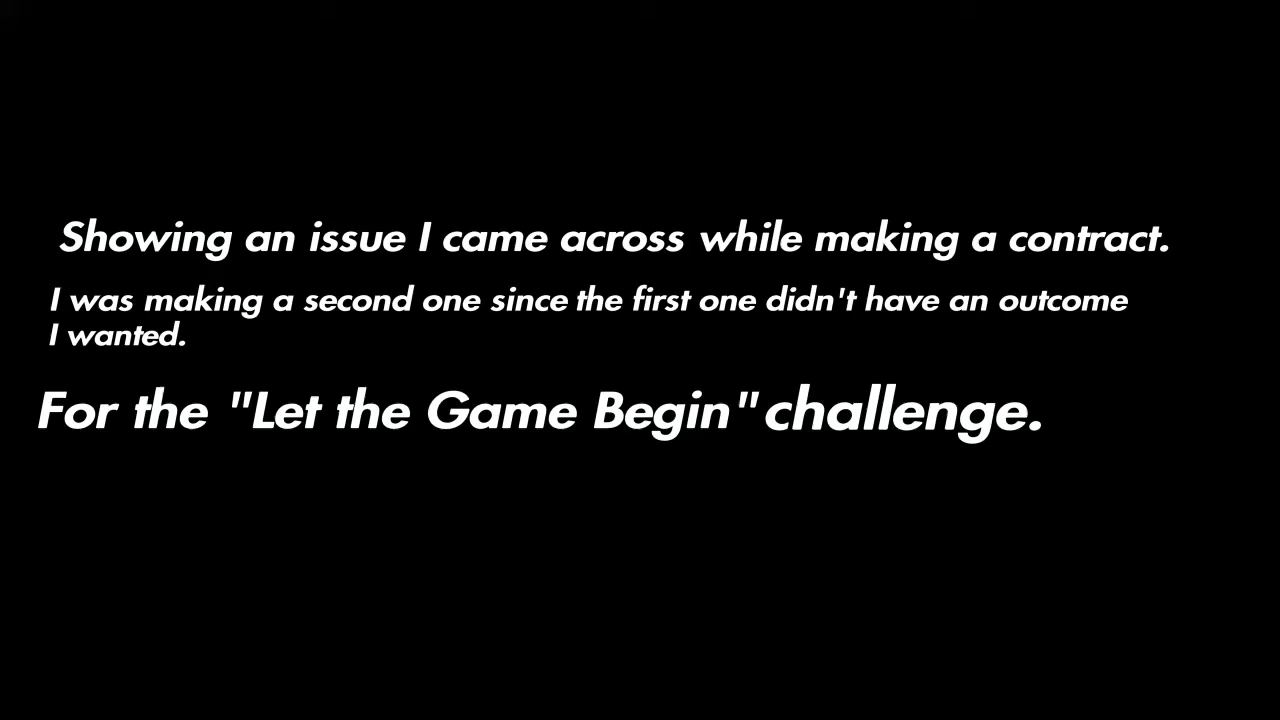 Showing an issue I came across while making a contract.
I was making a second one since the first one didn't have an outcome
I wanted.
For the "Let the Game Begin" challenge.